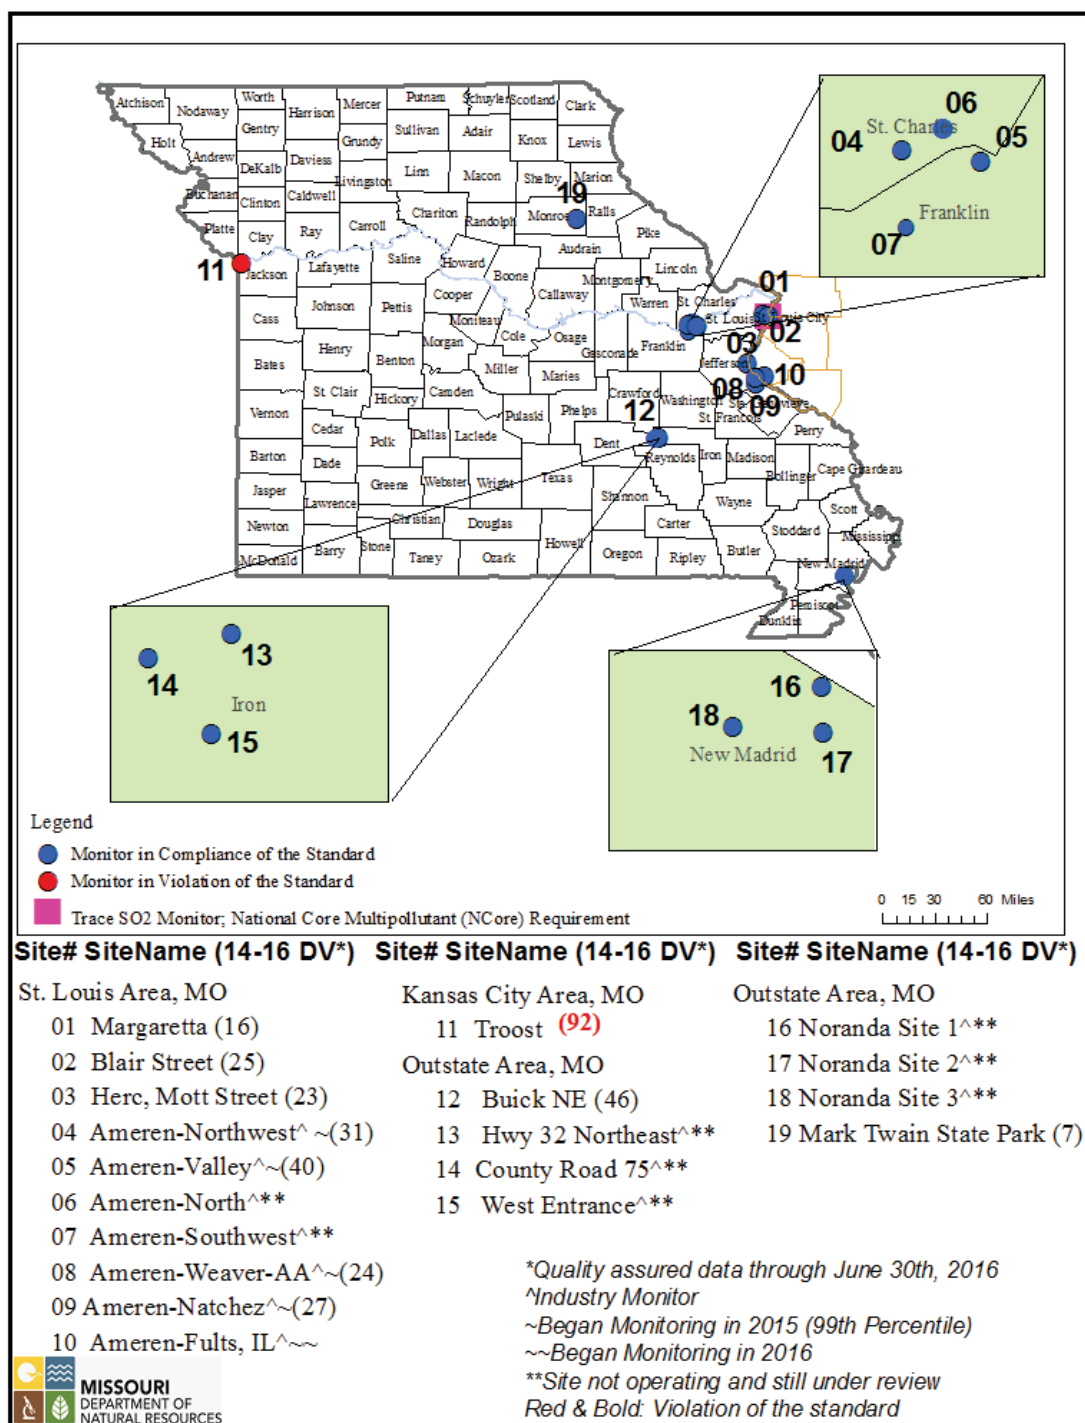 Atchison
Nodaway
Worth
Harrison
Mercer
Putnam
Schuyler
Scotland
Clark
Holt
Gentry
Grundy
Sullivan
Adair
Knox
Lewis
Andrew
DeKalb
Daviess
Livingston
Linn
Macon
Shelby
Marion
Buchanan
Clinton
Caldwell
Chariton
Randolph
19
Monroe
Ralls
Platte
Clay
Ray
Carroll
Audrain
Pike
11
Jackson
Lafayette
Saline
Howard
Boone
Callaway
Montgomery
Lincoln
Warren
St. Charles
01
Cass
Johnson
Pettis
Cooper
Moniteau
Cole
Osage
Gasconade
Franklin
St. Louis
St. Louis City
02
03
Bates
Henry
Benton
Morgan
Miller
Maries
Jefferson
10
St. Clair
Hickory
Camden
Crawford
Washington
08
Ste. Genevieve
09
Vernon
Cedar
Polk
Dallas
Laclede
Pulaski
Phelps
12
St. Francois
Perry
Barton
Dade
Dent
Reynolds
Iron
Madison
Bollinger
Cape Girardeau
Jasper
Lawrence
Greene
Webster
Wright
Texas
Shannon
Wayne
Scott
Newton
Christian
Douglas
Carter
Stoddard
Mississippi
McDonald
Barry
Stone
Taney
Ozark
Howell
Oregon
Ripley
Butler
New Madrid
Pemiscot
Dunklin
06
St. Charles
04
05
Franklin
07
13
14
Iron
15
16
18
New Madrid
17
Legend
Monitor in Compliance of the Standard
Monitor in Violation of the Standard
Trace SO2 Monitor; National Core Multipollutant (NCore) Requirement
0 15 30 60 Miles
Site# SiteName (14-16 DV*) Site# SiteName (14-16 DV*) Site# SiteName (14-16 DV*)
St. Louis Area, MO
01 Margaretta (16)
02 Blair Street (25)
03 Herc, Mott Street (23)
04 Ameren-Northwest^ ~(31)
05 Ameren-Valley^~(40)
06 Ameren-North^**
07 Ameren-Southwest^**
08 Ameren-Weaver-AA^~(24)
09 Ameren-Natchez^~(27)
10 Ameren-Fults, IL^~~
Kansas City Area, MO
11 Troost (92)
Outstate Area, MO
12 Buick NE (46)
13 Hwy 32 Northeast^**
14 County Road 75^**
15 West Entrance^**
Outstate Area, MO
16 Noranda Site 1^**
17 Noranda Site 2^**
18 Noranda Site 3^**
19 Mark Twain State Park (7)
*Quality assured data through June 30th, 2016
^Industry Monitor
~Began Monitoring in 2015 (99th Percentile)
~~Began Monitoring in 2016
**Site not operating and still under review
Red & Bold: Violation of the standard
MISSOURI
DEPARTMENT OF
NATURAL RESOURCES